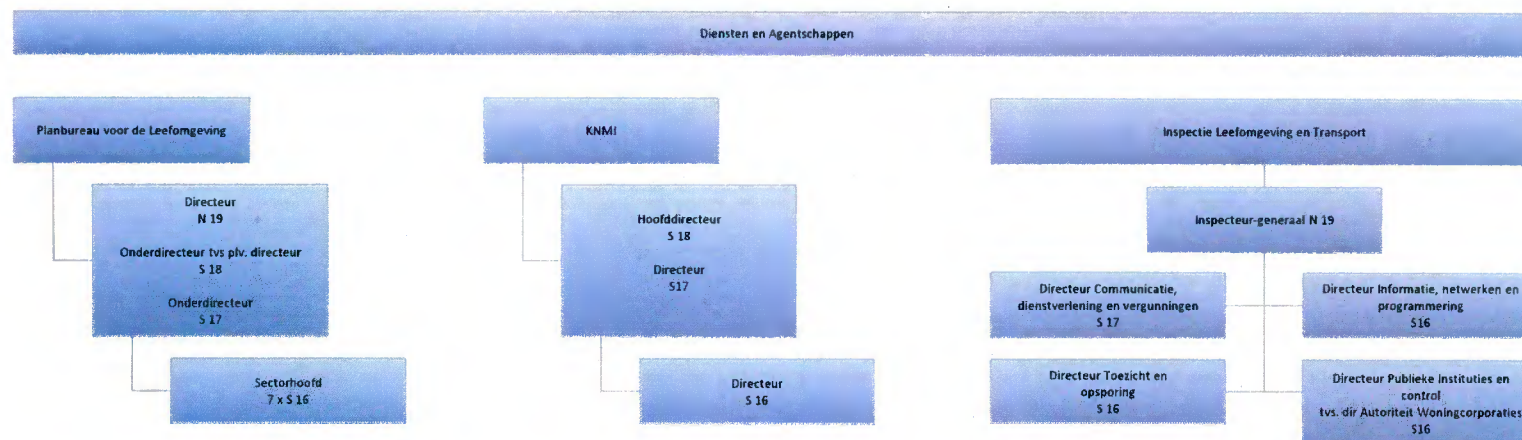 Diensten en Agentschappen
Planbureau voor de Leefomgeving
Directeur
N 19
Onderdirecteur tvs plv. directeur
S 18
Onderdirecteur
S 17
Sectorhoofd
7 x S 16
KNMI
Hoofddirecteur
S 18
Directeur
S17
Directeur
S 16
Inspectie Leefomgeving en Transport
Inspecteur-generaal N 19
Directeur Communicatie,
dienstverlening en vergunningen
S 17
Directeur Informatie, netwerken en
programmering
S16
Directeur Toezicht en
opsporing
S 16
Directeur Publieke Instituties en
control
tvs. dir Autoriteit Woningcorporaties
S16